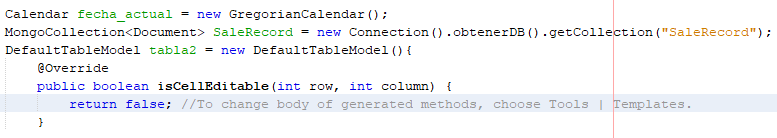 Calendar fecha_actual = new GregorianCalendar();
MongoCollection<Document> SaleRecord = new Connection().obtenerDB().getCollection("SaleRecord");
DefaultTableModel tabla2 = new DefaultTableModel(){
    @Override
    public boolean isCellEditable(int row, int column) {
        return false; //To change body of generated methods, choose Tools | Templates.
    }